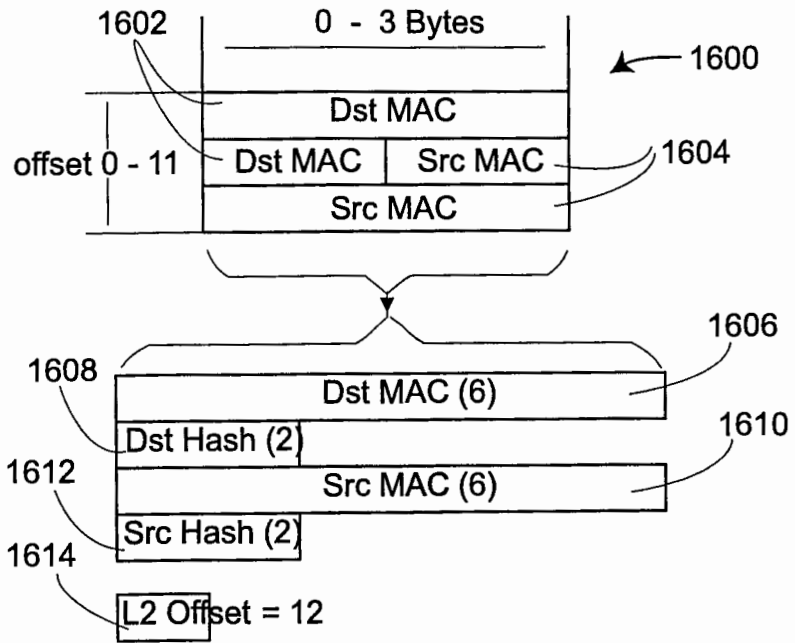 1602
0 - 3 Bytes
1600
Dst MAC
offset 0 - 11
Dst MAC
Src MAC
1604
Src MAC
1606
1608
Dst MAC (6)
Dst Hash (2)
1610
1612
Src MAC (6)
Src Hash (2)
1614
L2 Offset = 12